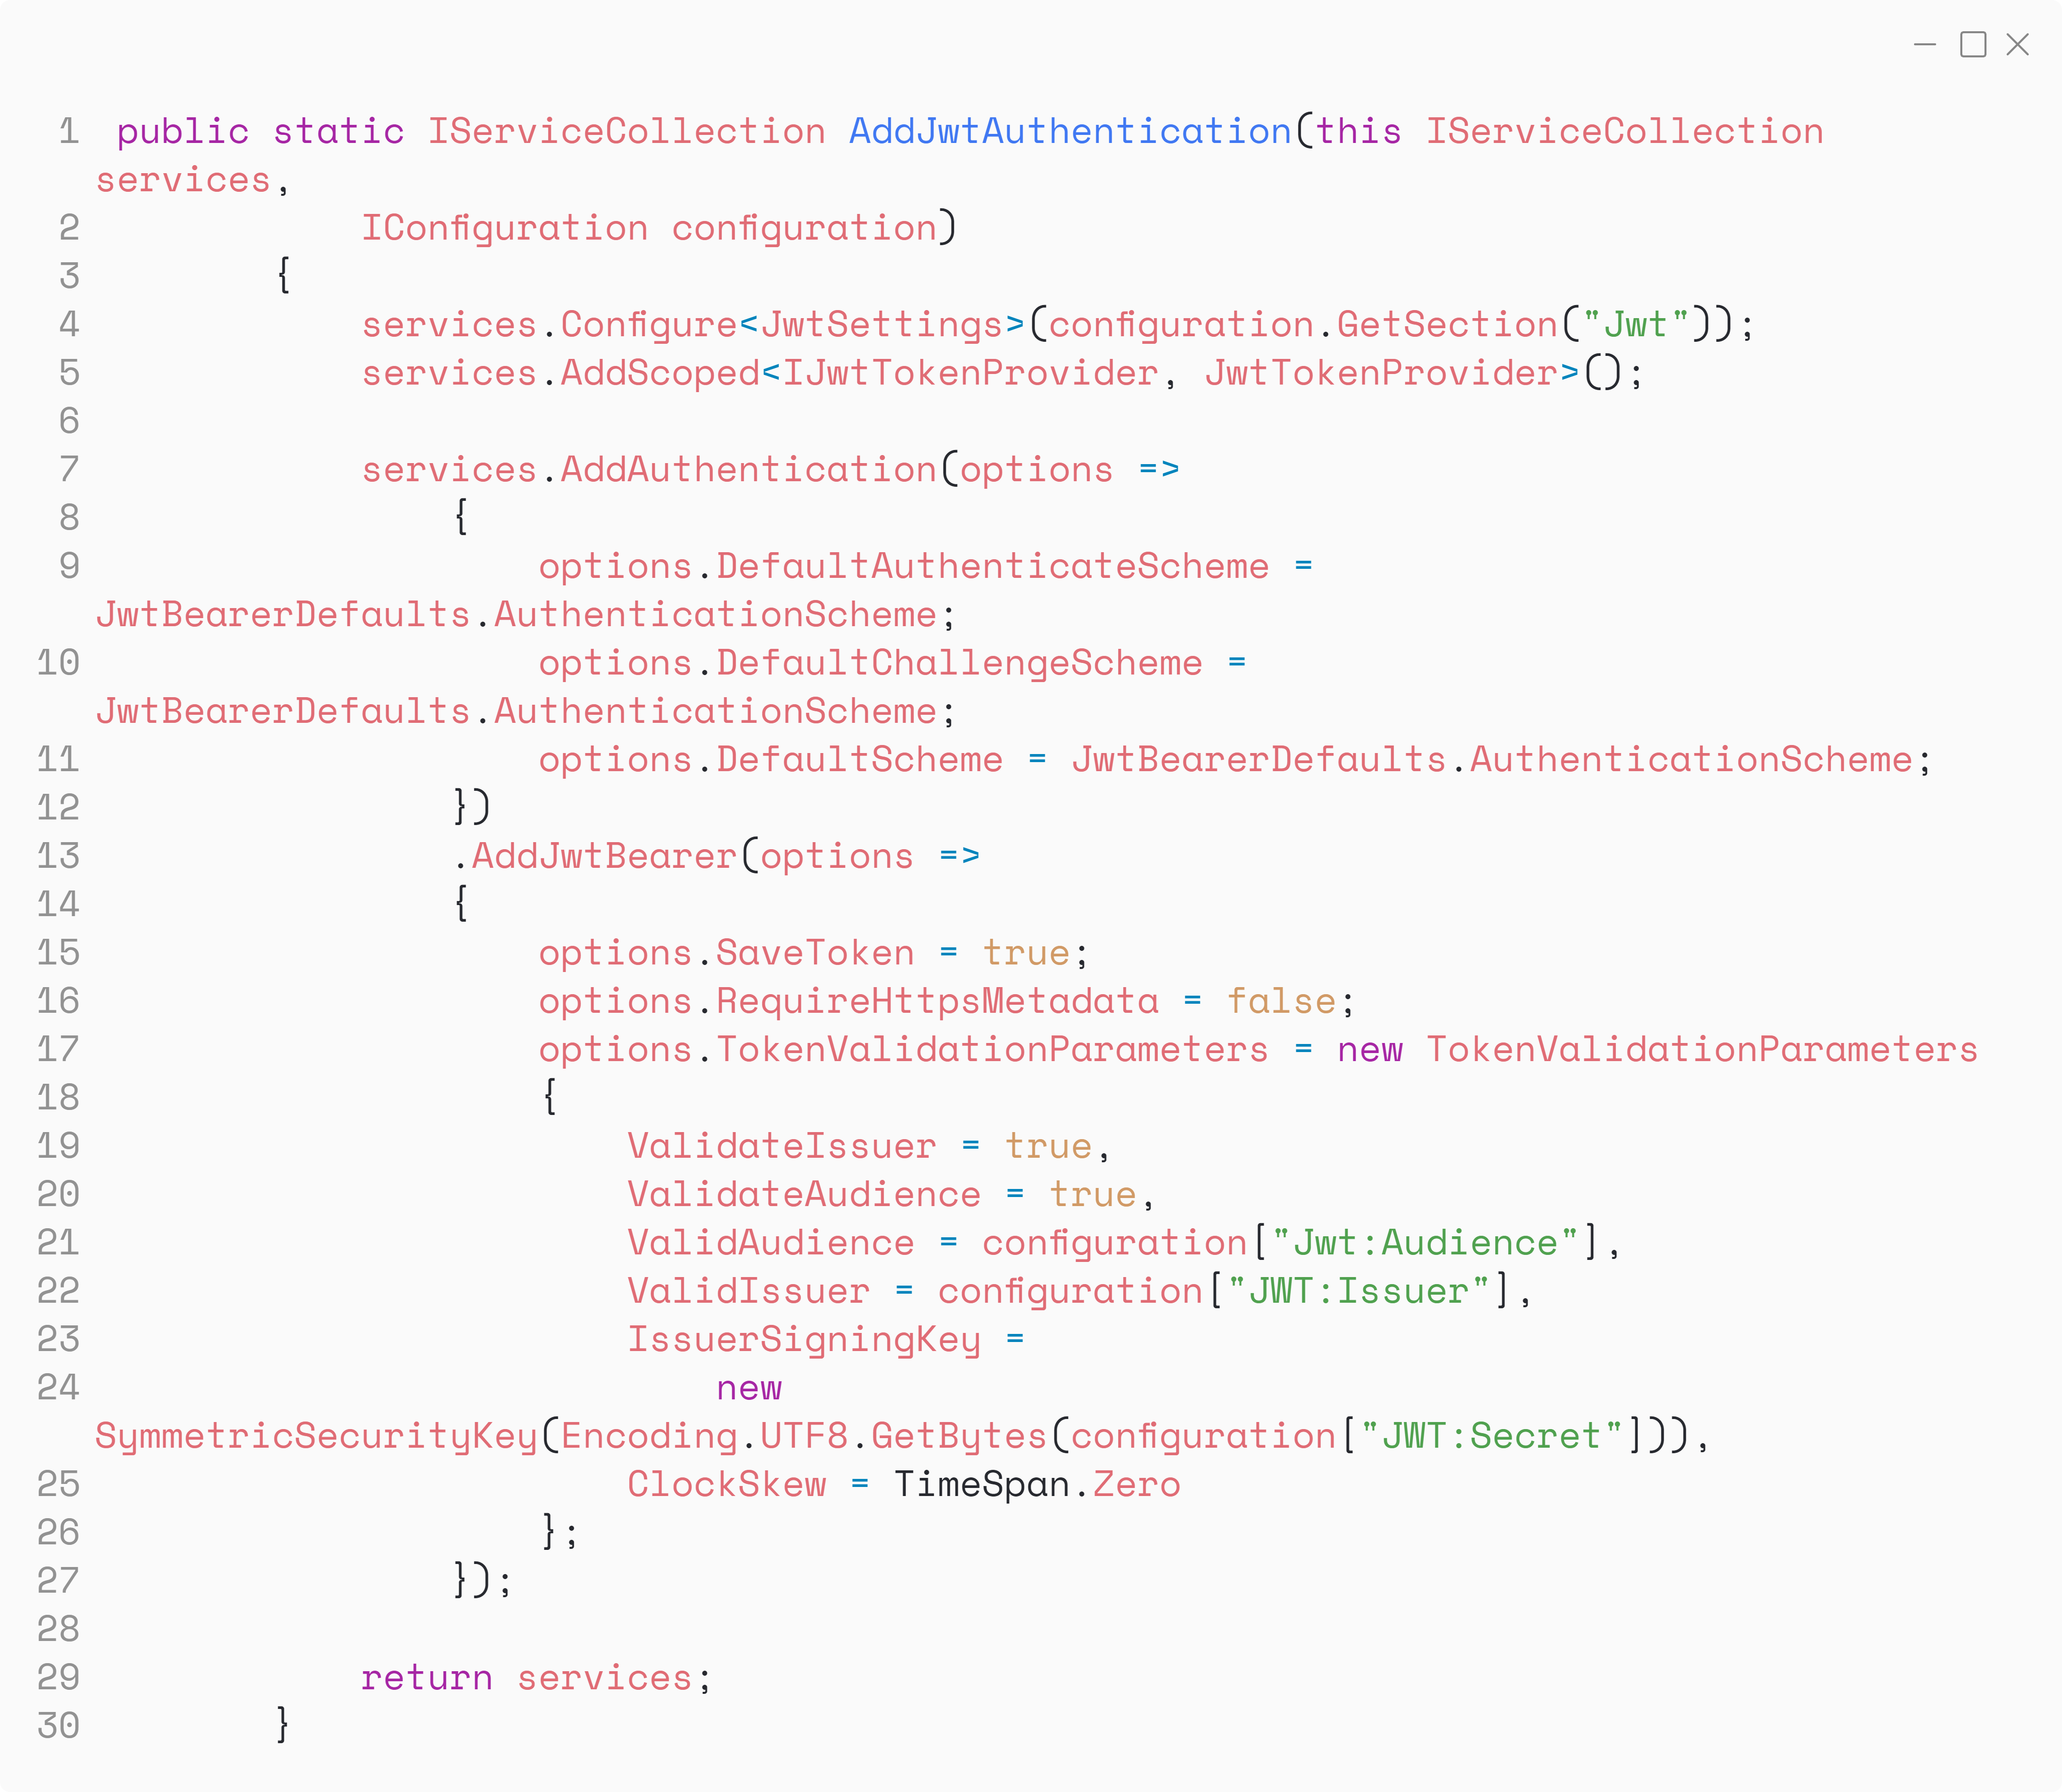 1 public static IServiceCollection AddJwtAuthentication(this IServiceCollection
services,
2 IConfiguration configuration)
3 {
4 services.Configure<JwtSettings>(configuration.GetSection("Jwt"));
5 services.AddScoped<IJwtTokenProvider, JwtTokenProvider>();
6
7 services.AddAuthentication(options =>
8 {
9 options.DefaultAuthenticateScheme =
JwtBearerDefaults.AuthenticationScheme;
10 options.DefaultChallengeScheme =
JwtBearerDefaults.AuthenticationScheme;
11 options.DefaultScheme = JwtBearerDefaults.AuthenticationScheme;
12 })
13 .AddJwtBearer(options =>
14 {
15 options.SaveToken = true;
16 options.RequireHttpsMetadata = false;
17 options.TokenValidationParameters = new TokenValidationParameters
18 {
19 ValidateIssuer = true,
20 ValidateAudience = true,
21 ValidAudience = configuration["Jwt:Audience"],
22 ValidIssuer = configuration["JWT:Issuer"],
23 IssuerSigningKey =
24 new
SymmetricSecurityKey(Encoding.UTF8.GetBytes(configuration["JWT:Secret"])),
25 ClockSkew = TimeSpan.Zero
26 };
27 });
28
29 return services;
30 }